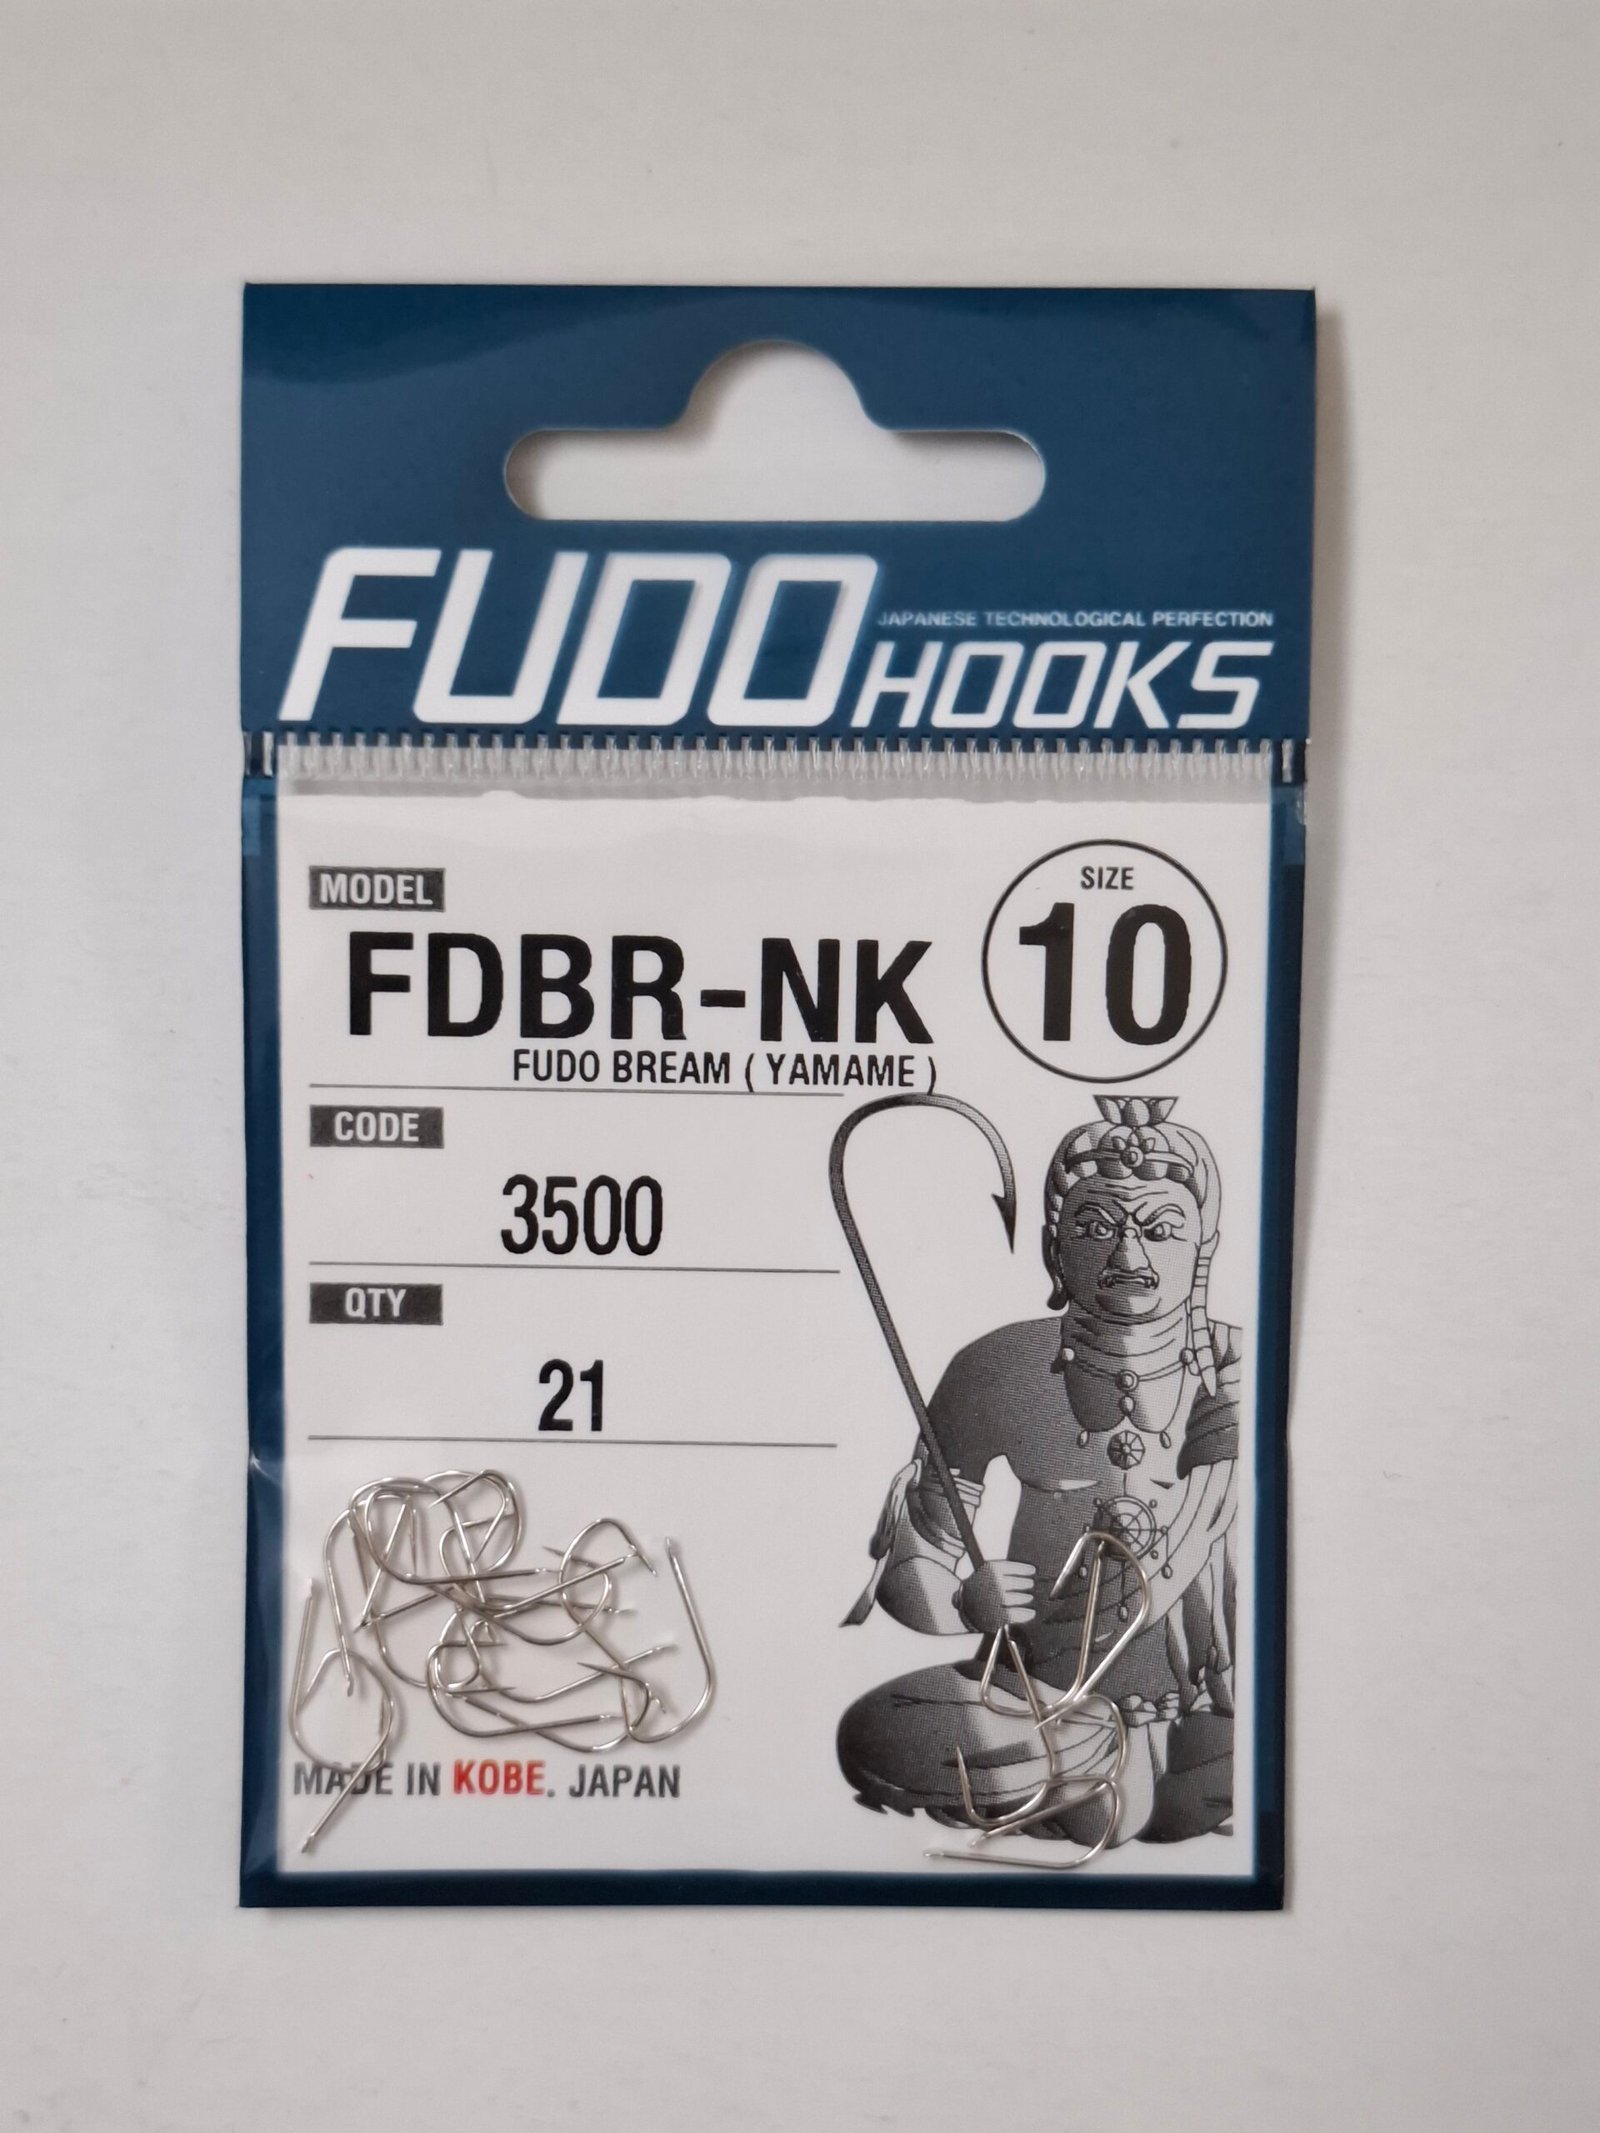 FUDO
JAPANESE TECHNOLOGICAL PERFECTION
HOOKS
MODEL
SIZE
10
FDBR-NK
FUDO BREAM ( YAMAME )
CODE
3500
QTY
21
MADE IN KOBE. JAPAN